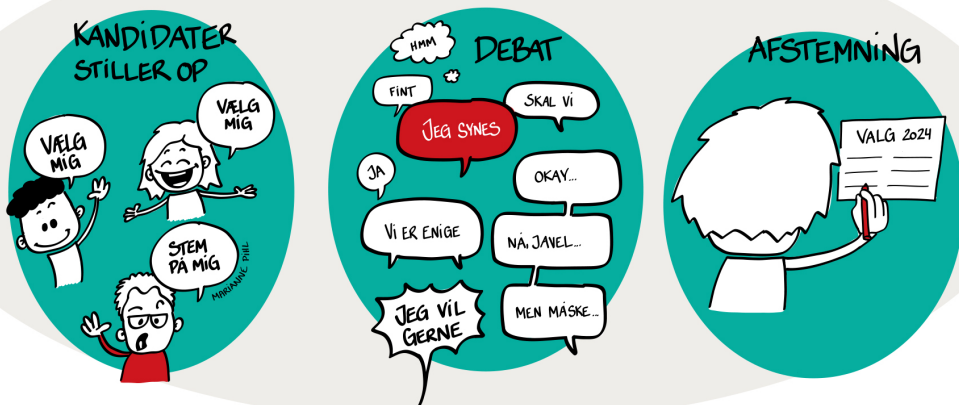 KANDIDATER
STILLER OP
VÆLG
MIG
VÆLG
MIG
STEM
PÅ MIG
MARIANNE PIHL
HMM
DEBAT
FINT
SKAL VI
JEG SYNES
JA
OKAY...
VI ER ENIGE
NÅ, JAVEL...
JEG VIL
GERNE
MEN MÅSKE...
AFSTEMNING
VALG 2024